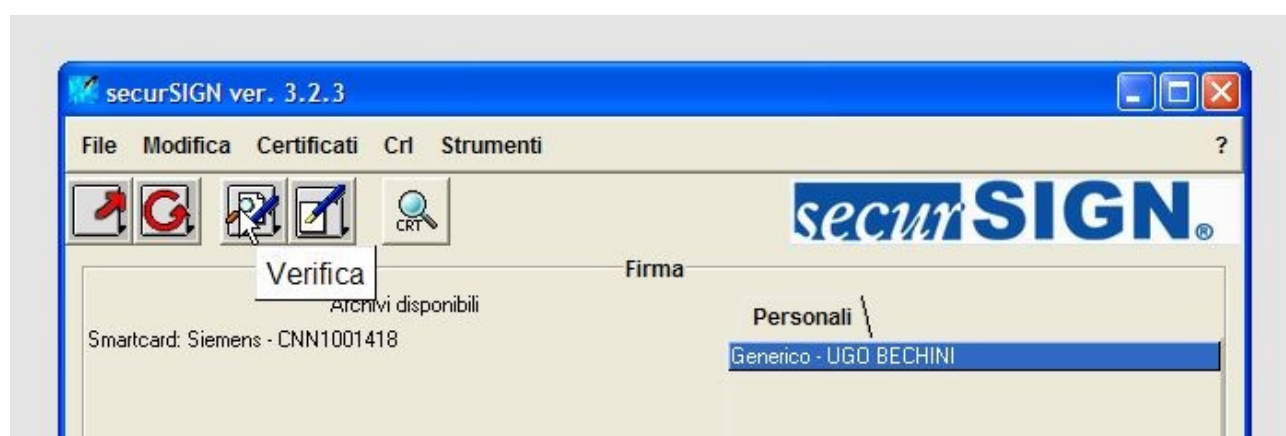 securSIGN ver. 3.2.3
File Modifica Certificati Crl Strumenti ?
CRT
securSIGN®
Verifica
Firma
Archivi disponibili
Personali
Smartcard: Siemens - CNN1001418
Generico - UGO BECHINI